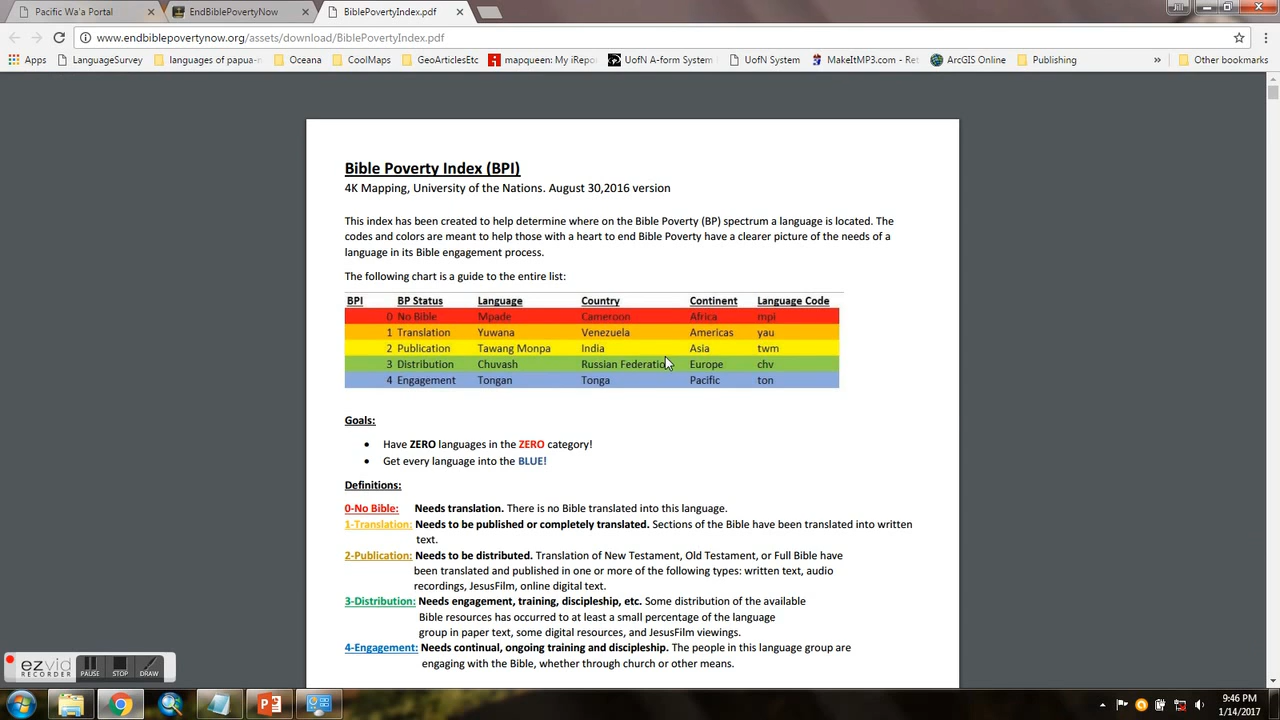 Pacific Wa'a Portal
EndBiblePovertyNow
BiblePovertyIndex.pdf
Jill
www.endbiblepovertynow.org/assets/download/BiblePovertyIndex.pdf
Apps LanguageSurvey languages of papua-n Oceana CoolMaps GeoArticlesEtc mapqueen: My iRepo UofN A-form System UofN System MakeItMP3.com - Ret ArcGIS Online Publishing » Other bookmarks
Bible Poverty Index (BPI)
4K Mapping, University of the Nations. August 30,2016 version
This index has been created to help determine where on the Bible Poverty (BP) spectrum a language is located. The
codes and colors are meant to help those with a heart to end Bible Poverty have a clearer picture of the needs of a
language in its Bible engagement process.
The following chart is a guide to the entire list:
BPI BP Status Language Country Continent Language Code
0 No Bible Mpade Cameroon Africa mpi
1 Translation Yuwana Venezuela Americas yau
2 Publication Tawang Monpa India Asia twm
3 Distribution Chuvash Russian Federation Europe chv
4 Engagement Tongan Tonga Pacific ton
Goals:
• Have ZERO languages in the ZERO category!
• Get every language into the BLUE!
Definitions:
0-No Bible: Needs translation. There is no Bible translated into this language.
1-Translation: Needs to be published or completely translated. Sections of the Bible have been translated into written
text.
2-Publication: Needs to be distributed. Translation of New Testament, Old Testament, or Full Bible have
been translated and published in one or more of the following types: written text, audio
recordings, JesusFilm, online digital text.
3-Distribution: Needs engagement, training, discipleship, etc. Some distribution of the available
Bible resources has occurred to at least a small percentage of the language
group in paper text, some digital resources, and JesusFilm viewings.
4-Engagement: Needs continual, ongoing training and discipleship. The people in this language group are
engaging with the Bible, whether through church or other means.
ezvid
RECORDER
PAUSE STOP DRAW
9:46 PM
1/14/2017